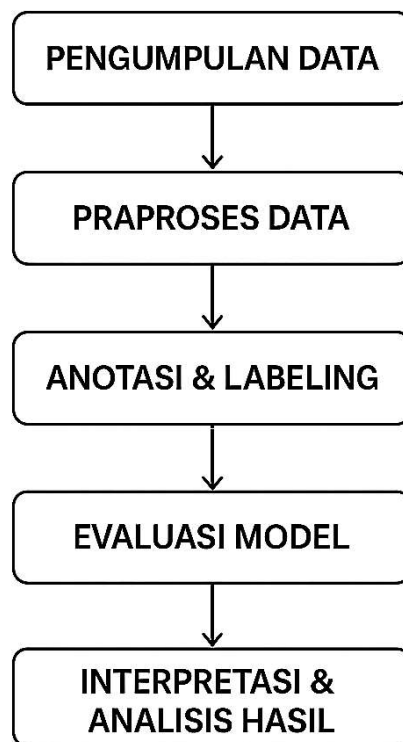 PENGUMPULAN DATA
PRAPROSES DATA
ANOTASI & LABELING
EVALUASI MODEL
INTERPRETASI &
ANALISIS HASIL